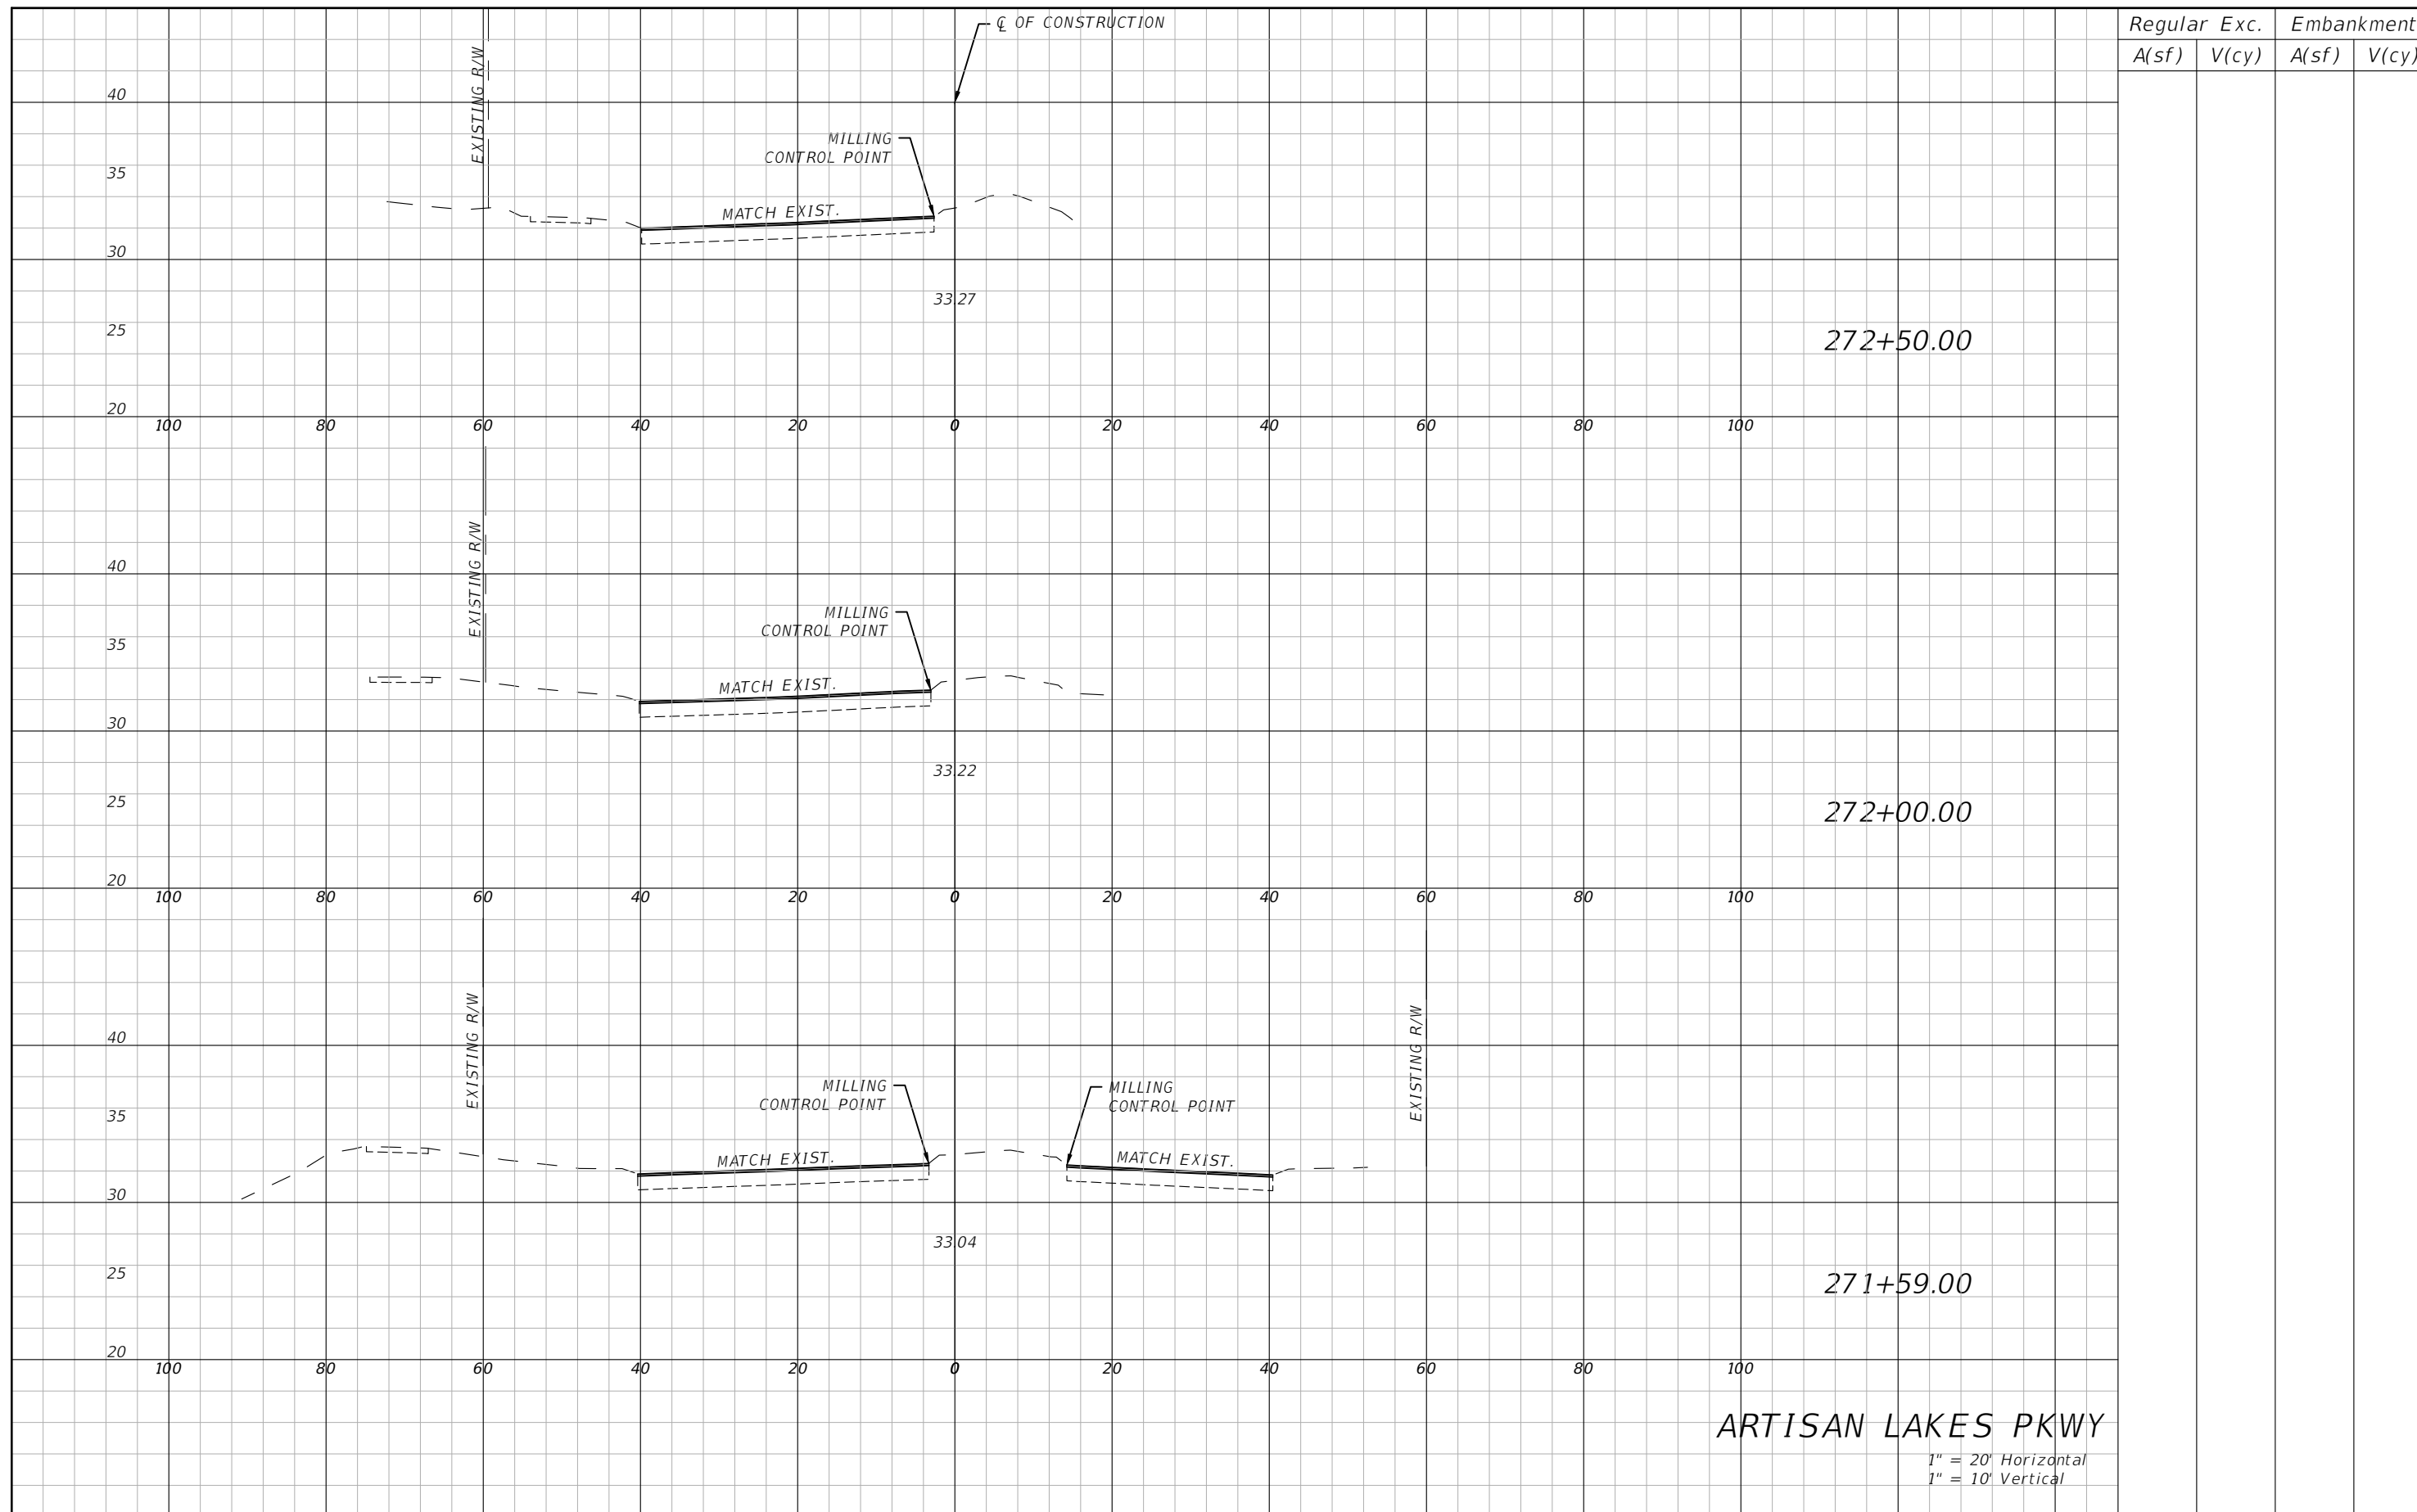 ℄ OF CONSTRUCTION
Regular Exc. Embankment
A(sf) V(cy) A(sf) V(cy)
EXISTING R/W
40
MILLING
CONTROL POINT
35
MATCH EXIST.
30
33.27
25
272+50.00
20
100 80 60 40 20 0 20 40 60 80 100
EXISTING R/W
40
MILLING
CONTROL POINT
35
MATCH EXIST.
30
33.22
25
272+00.00
20
100 80 60 40 20 0 20 40 60 80 100
EXISTING R/W
EXISTING R/W
40
MILLING
CONTROL POINT
MILLING
CONTROL POINT
35
MATCH EXIST.
MATCH EXIST.
30
33.04
25
271+59.00
20
100 80 60 40 20 0 20 40 60 80 100
ARTISAN LAKES PKWY
1" = 20' Horizontal
1" = 10' Vertical